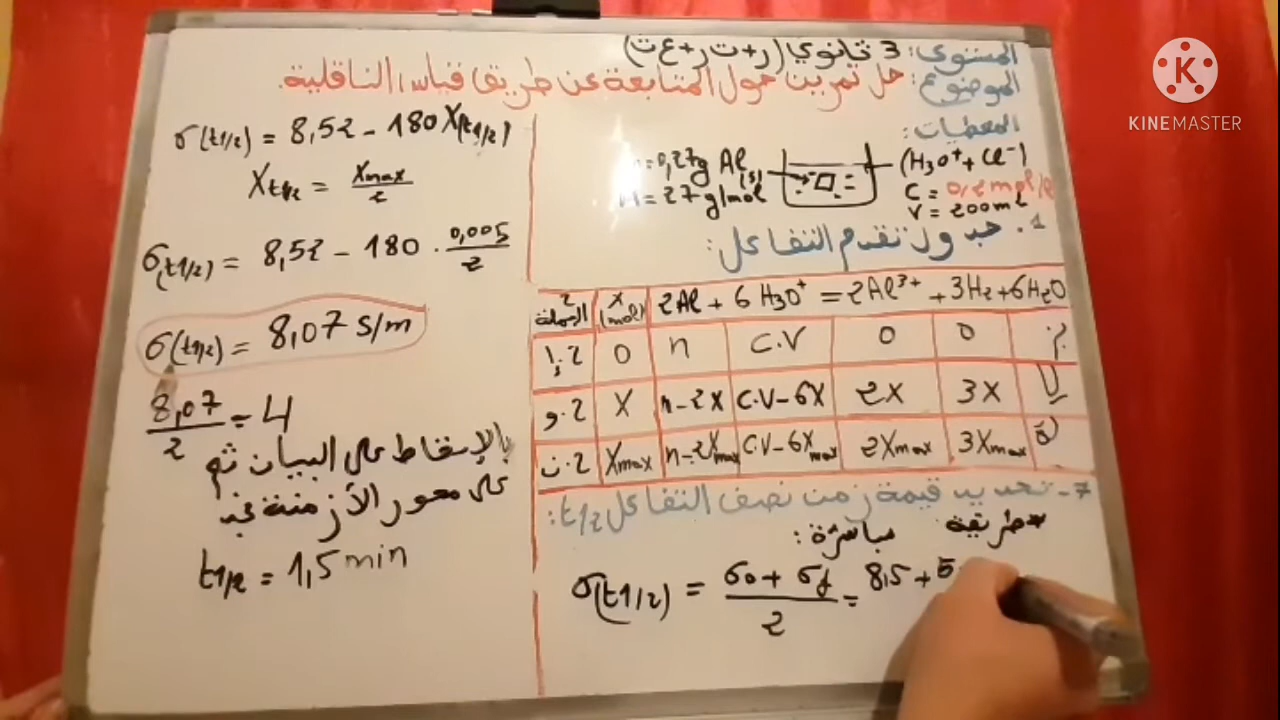 المستوى: 3 ثانوي (ر+ت ر+ع ت)
الموضوع: حل تمرين حول المتابعة عن طريق قياس الناقلية.
المعطيات:
=0,27g Al(s)
M=27g/mol
(H3O+ + Cl-)
C = 0,2mol/l
V = 200ml
1. جدول تقدم التفاعل:
الحالة x(mol) 2Al + 6H3O+ = 2Al3+ + 3H2 + 6H2O
0 n C.V 0 0
X n-2X C.V-6X 2X 3X
Xmax n-2Xmax C.V-6Xmax 2Xmax 3Xmax
7- تحديد قيمة زمن نصف التفاعل t1/2:
*طريقة مباشرة:
σ(t1/2) = σ0 + σf / 2 = 8,5 + 5
σ(t1/2) = 8,52 - 180 X(t1/2)
Xt1/2 = Xmax/2
σ(t1/2) = 8,52 - 180 . 0,005/2
σ(t1/2) = 8,07 S/m
8,07/2 = 4
بالإسقاط على البيان ثم
على محور الأزمنة نجد
t1/2 = 1,5 min
KINEMASTER